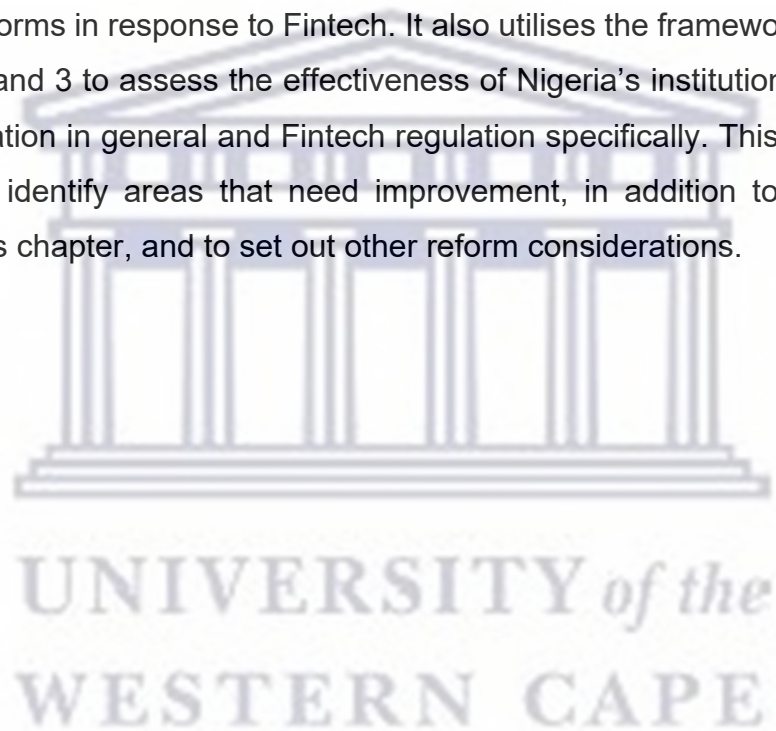 orms in response to Fintech. It also utilises the framewo
and 3 to assess the effectiveness of Nigeria’s institution
ation in general and Fintech regulation specifically. This
identify areas that need improvement, in addition to
s chapter, and to set out other reform considerations.
UNIVERSITY of the
WESTERN CAPE